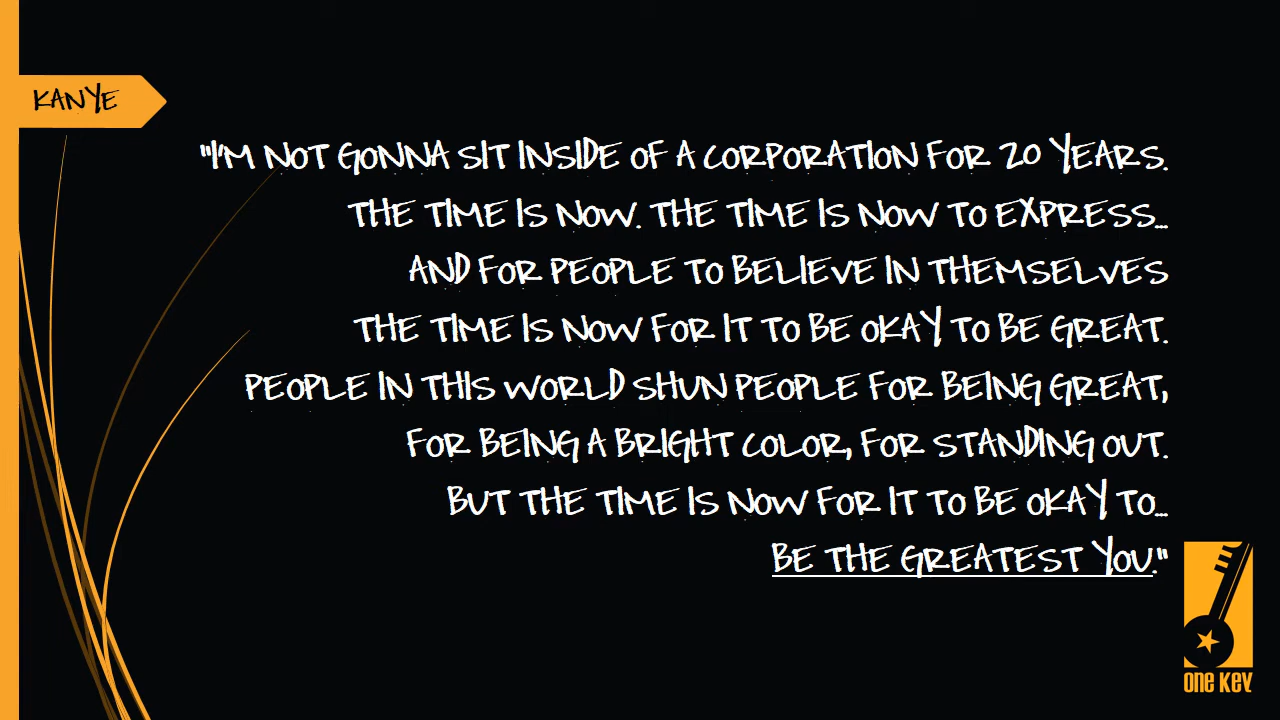 KANYE
"I'M NOT GONNA SIT INSIDE OF A CORPORATION FOR 20 YEARS.
THE TIME IS NOW. THE TIME IS NOW TO EXPRESS...
AND FOR PEOPLE TO BELIEVE IN THEMSELVES
THE TIME IS NOW FOR IT TO BE OKAY TO BE GREAT.
PEOPLE IN THIS WORLD SHUN PEOPLE FOR BEING GREAT,
FOR BEING A BRIGHT COLOR, FOR STANDING OUT.
BUT THE TIME IS NOW FOR IT TO BE OKAY TO...
BE THE GREATEST YOU."
ONE KEY